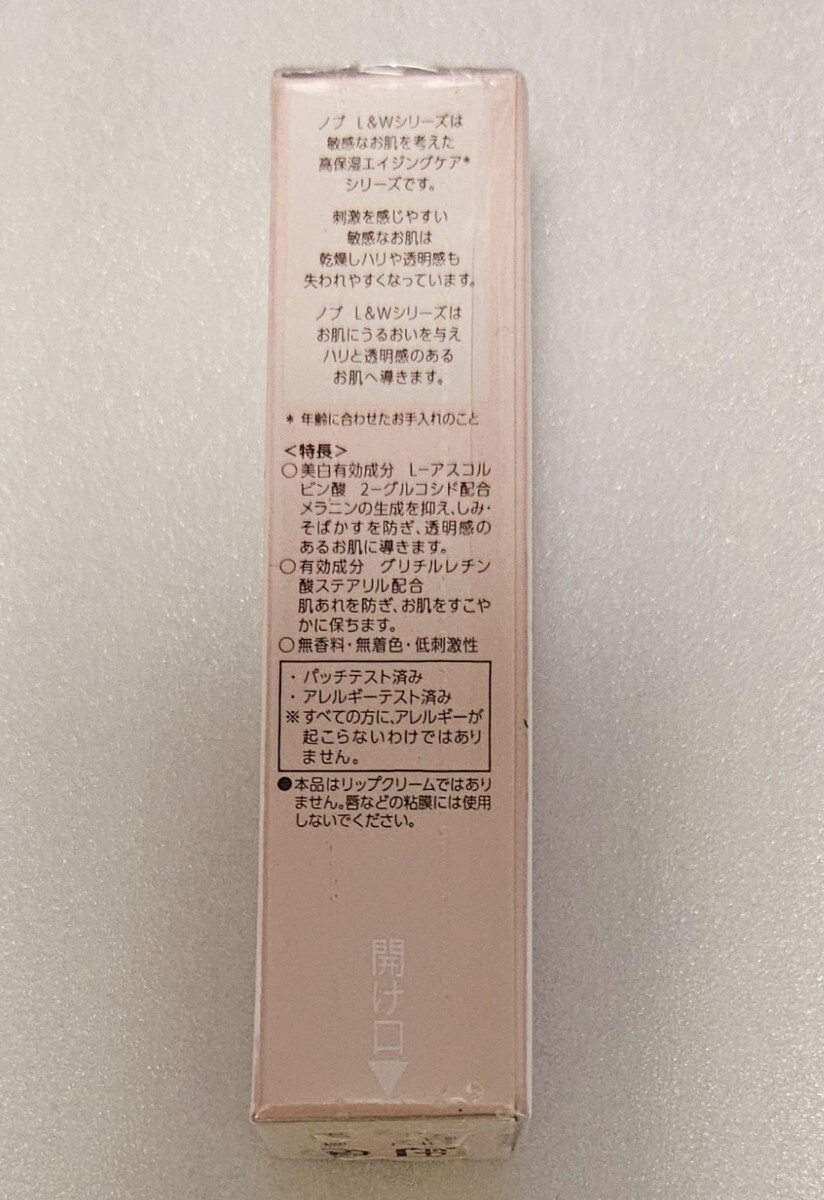 ノブ L&Wシリーズは
敏感なお肌を考えた
高保湿エイジングケア*
シリーズです。
刺激を感じやすい
敏感なお肌は
乾燥しハリや透明感も
失われやすくなっています。
ノブ L&Wシリーズは
お肌にうるおいを与え
ハリと透明感のある
お肌へ導きます。
* 年齢に合わせたお手入れのこと
＜特長＞
○美白有効成分 L−アスコル
ビン酸 2−グルコシド配合
メラニンの生成を抑え、しみ・
そばかすを防ぎ、透明感の
あるお肌に導きます。
○有効成分 グリチルレチン
酸ステアリル配合
肌あれを防ぎ、お肌をすこや
かに保ちます。
○無香料・無着色・低刺激性
・パッチテスト済み
・アレルギーテスト済み
※すべての方に、アレルギーが
起こらないわけではあり
ません。
●本品はリップクリームではあり
ません。唇などの粘膜には使用
しないでください。
開け口